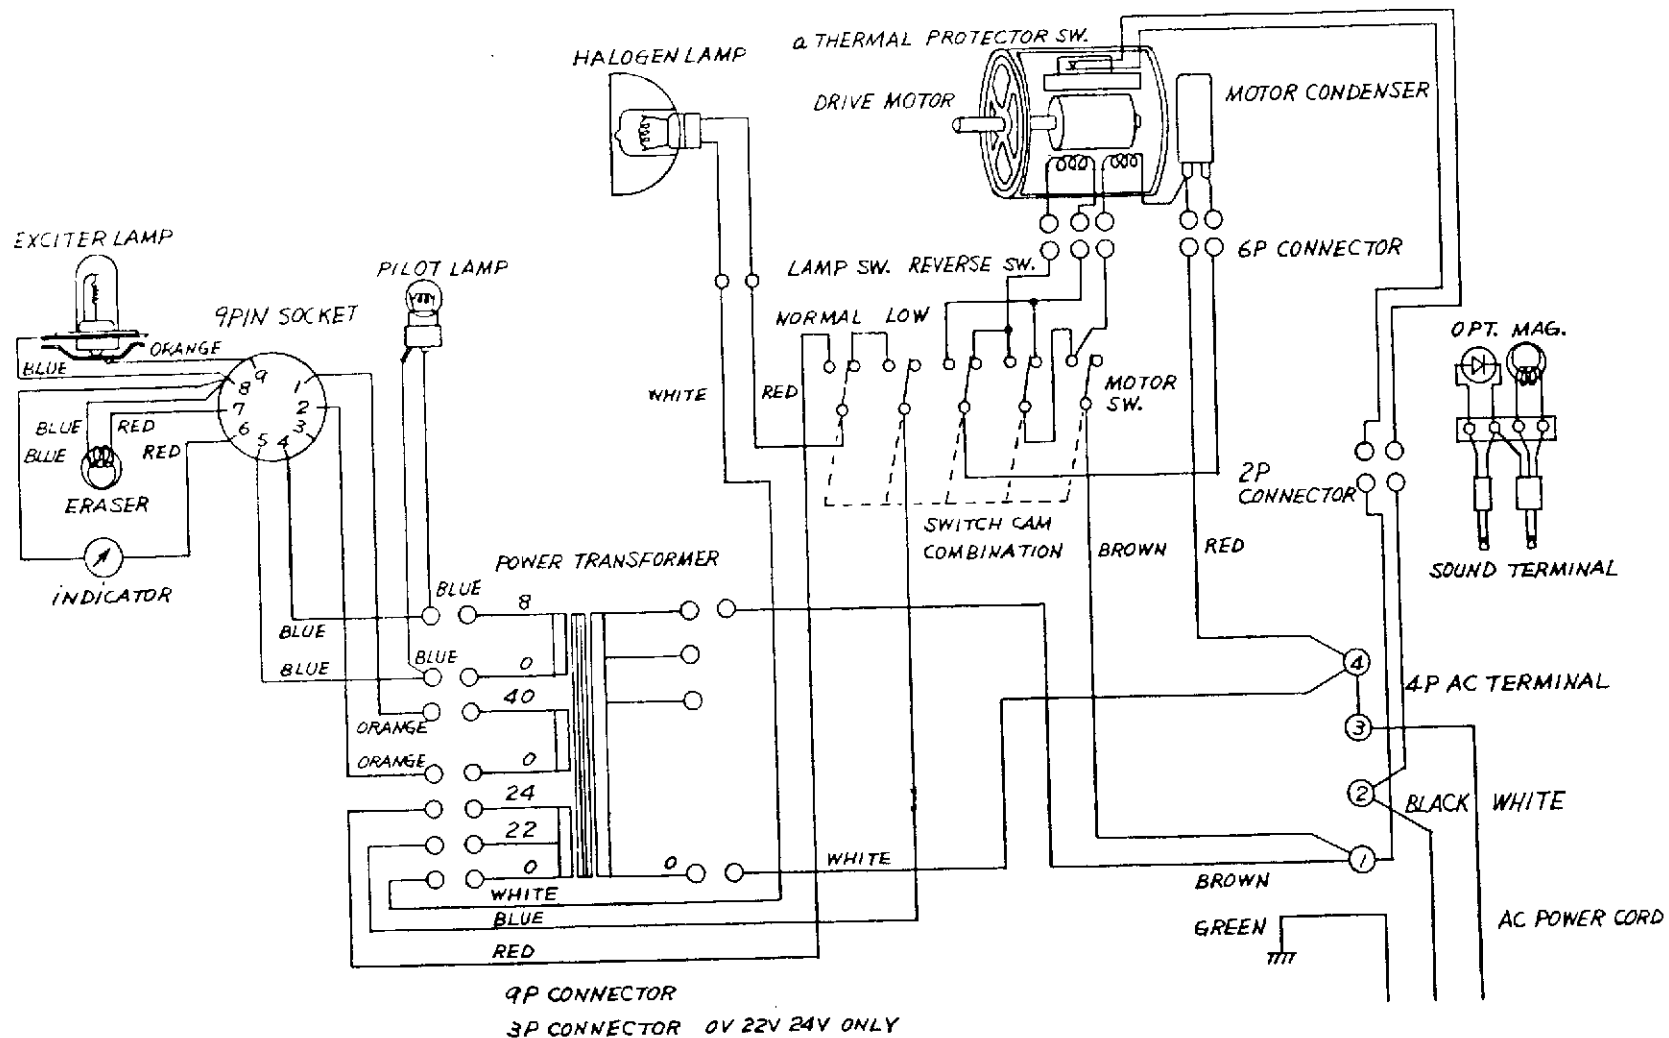 HALOGEN LAMP
a THERMAL PROTECTOR SW.
DRIVE MOTOR
MOTOR CONDENSER
EXCITER LAMP
PILOT LAMP
9PIN SOCKET
LAMP SW. REVERSE SW.
6P CONNECTOR
NORMAL LOW
OPT. MAG.
ORANGE
BLUE
9
8
7
6
5
4
3
2
1
WHITE
RED
MOTOR
SW.
BLUE
RED
BLUE
RED
ERASER
2P
CONNECTOR
SWITCH CAM
COMBINATION
BROWN
RED
SOUND TERMINAL
INDICATOR
POWER TRANSFORMER
BLUE
8
BLUE
BLUE
0
BLUE
40
ORANGE
ORANGE
0
24
22
0
0
WHITE
WHITE
BLUE
RED
4
4P AC TERMINAL
3
2
BLACK WHITE
1
BROWN
GREEN
AC POWER CORD
9P CONNECTOR
3P CONNECTOR 0V 22V 24V ONLY